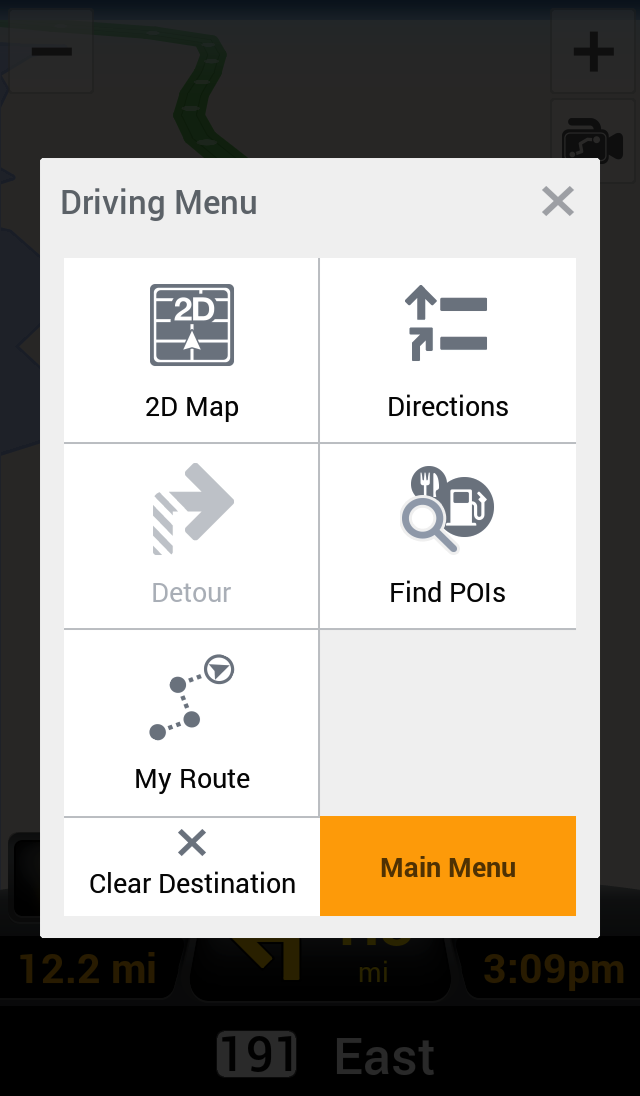 Driving Menu
2D
2D Map
Directions
Detour
Find POIs
My Route
Clear Destination
Main Menu
12.2 mi
mi
3:09pm
191 East